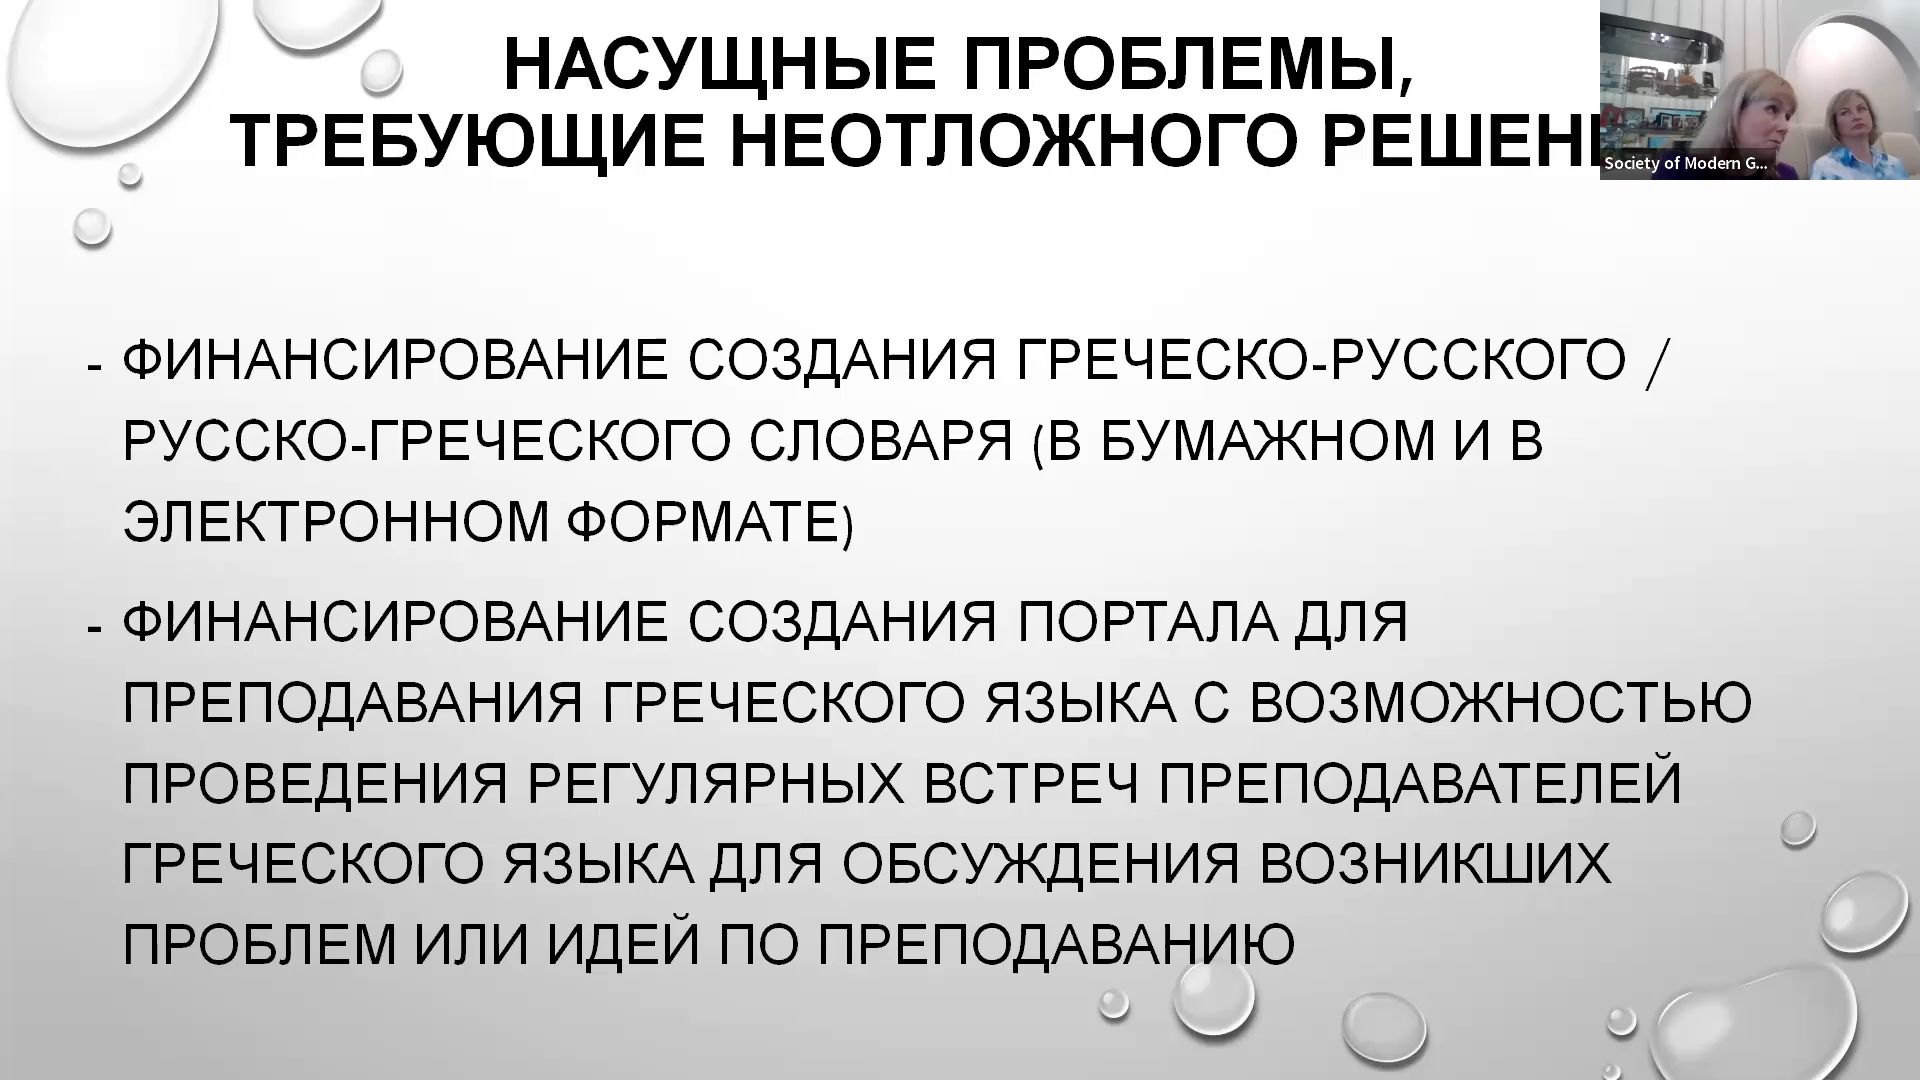 НАСУЩНЫЕ ПРОБЛЕМЫ,
ТРЕБУЮЩИЕ НЕОТЛОЖНОГО
Society of Modern G...
- ФИНАНСИРОВАНИЕ СОЗДАНИЯ ГРЕЧЕСКО-РУССКОГО /
РУССКО-ГРЕЧЕСКОГО СЛОВАРЯ (В БУМАЖНОМ И В
ЭЛЕКТРОННОМ ФОРМАТЕ)
- ФИНАНСИРОВАНИЕ СОЗДАНИЯ ПОРТАЛА ДЛЯ
ПРЕПОДАВАНИЯ ГРЕЧЕСКОГО ЯЗЫКА С ВОЗМОЖНОСТЬЮ
ПРОВЕДЕНИЯ РЕГУЛЯРНЫХ ВСТРЕЧ ПРЕПОДАВАТЕЛЕЙ
ГРЕЧЕСКОГО ЯЗЫКА ДЛЯ ОБСУЖДЕНИЯ ВОЗНИКШИХ
ПРОБЛЕМ ИЛИ ИДЕЙ ПО ПРЕПОДАВАНИЮ